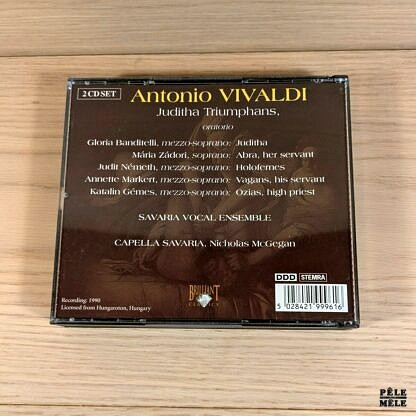 2 CD SET
Antonio VIVALDI
Juditha Triumphans,
oratorio
Gloria Banditelli, mezzo-soprano: Juditha
Mária Zádori, soprano: Abra, her servant
Judit Németh, mezzo-soprano: Holofernes
Annette Markert, mezzo-soprano: Vagans, his servant
Katalin Gémes, mezzo-soprano: Ozias, high priest
SAVARIA VOCAL ENSEMBLE
CAPELLA SAVARIA, Nicholas McGegan
DDD STEMRA
Recording: 1990
Licensed from Hungaroton, Hungary
BRILLIANT
CLASSICS
5 028421 999616
PÊLE
MÊLE